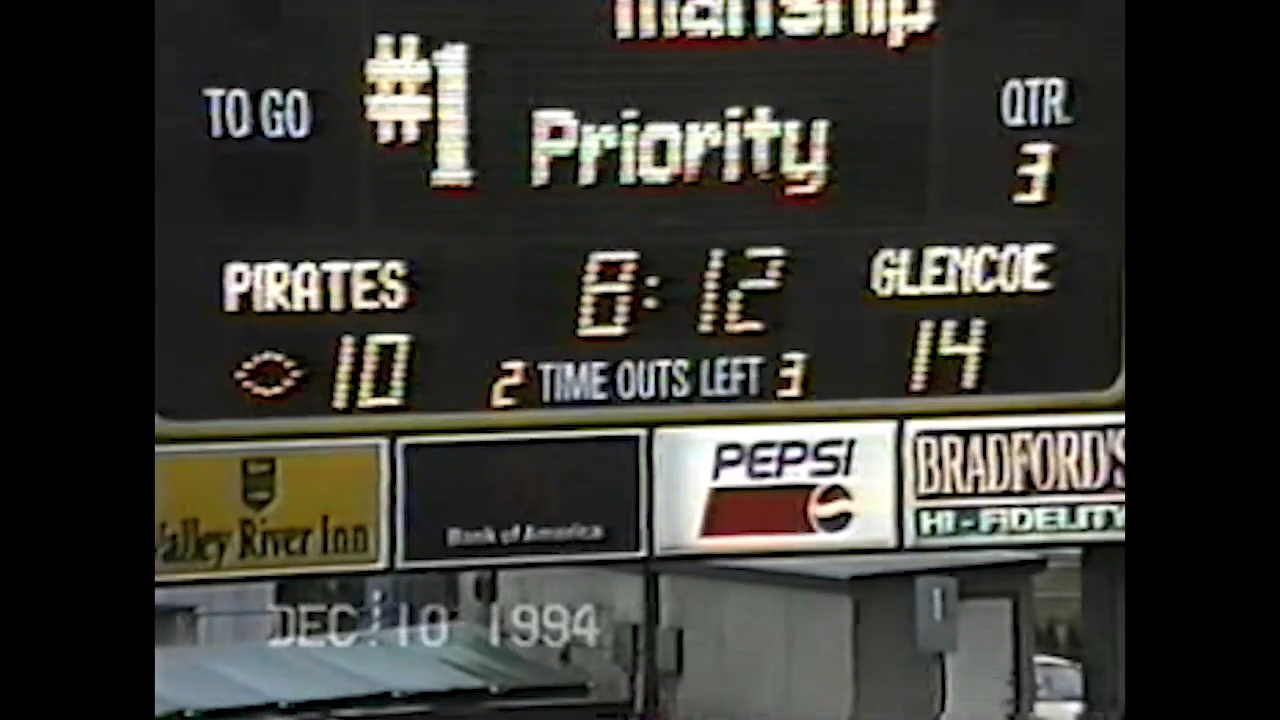 #1
Priority
TO GO
QTR.
3
PIRATES
8:12
GLENCOE
10
2 TIME OUTS LEFT 3
14
Valley River Inn
Bank of America
PEPSI
BRADFORD'S
HI-FIDELITY
DEC 10 1994